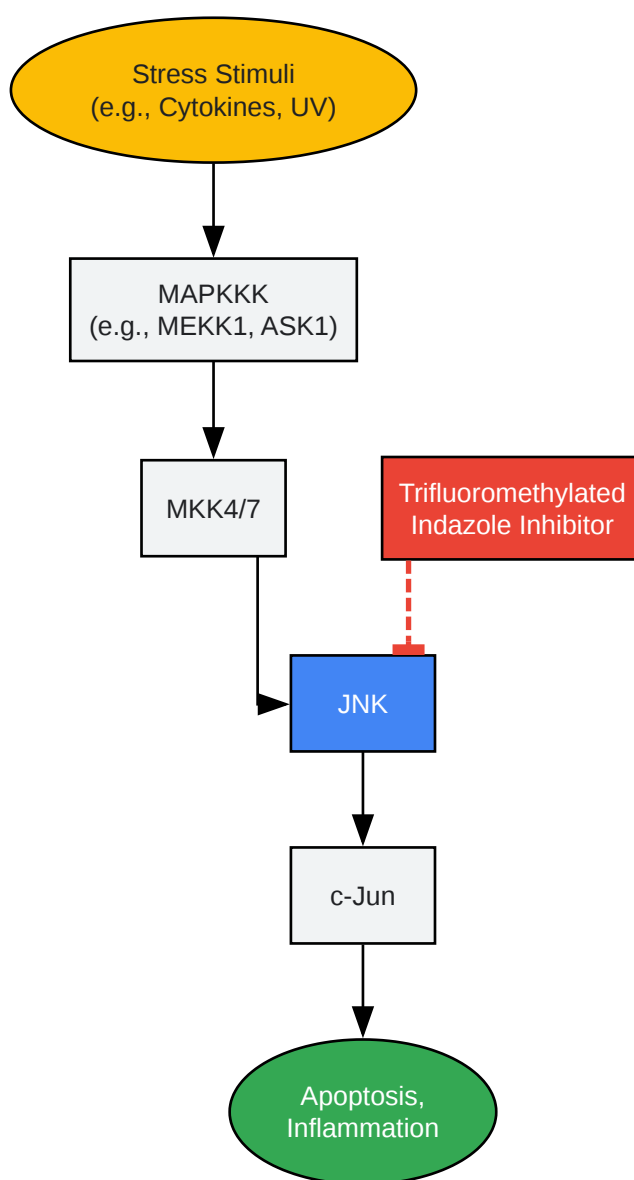 Stress Stimuli
(e.g., Cytokines, UV)
MAPKKK
(e.g., MEKK1, ASK1)
MKK4/7
Trifluoromethylated
Indazole Inhibitor
JNK
c-Jun
Apoptosis,
Inflammation